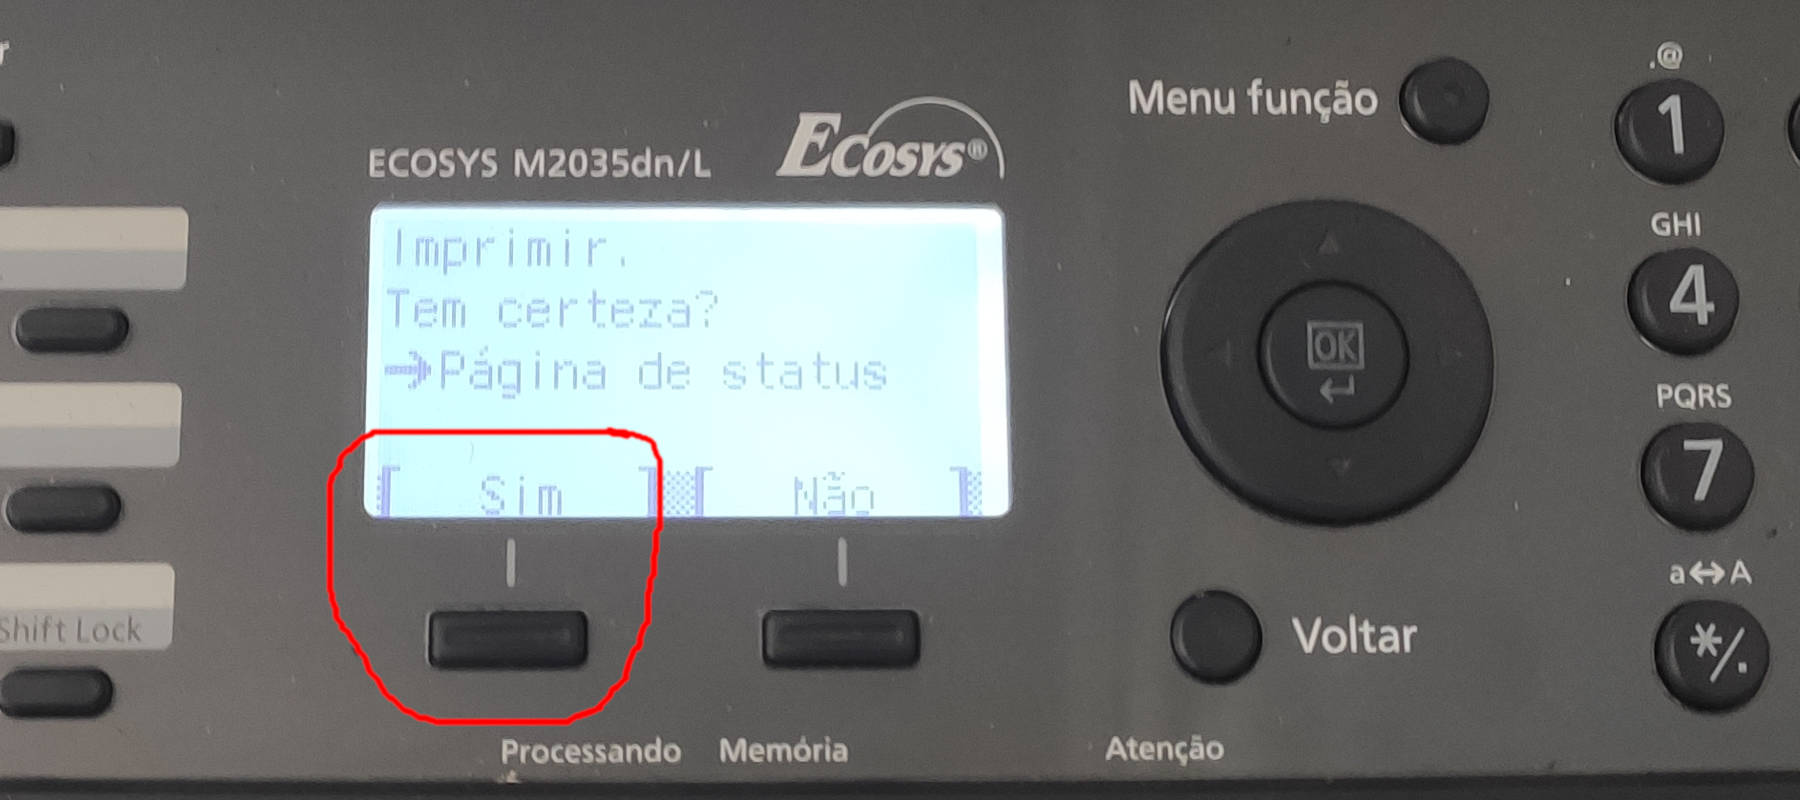 r
.@
Menu função
1
ECOSYS M2035dn/L
ECOSYS®
Imprimir.
Tem certeza?
➔Página de status
[ Sim ] [ Não ]
GHI
OK
4
PQRS
7
a↔A
Shift Lock
Voltar
*/.
Processando
Memória
Atenção